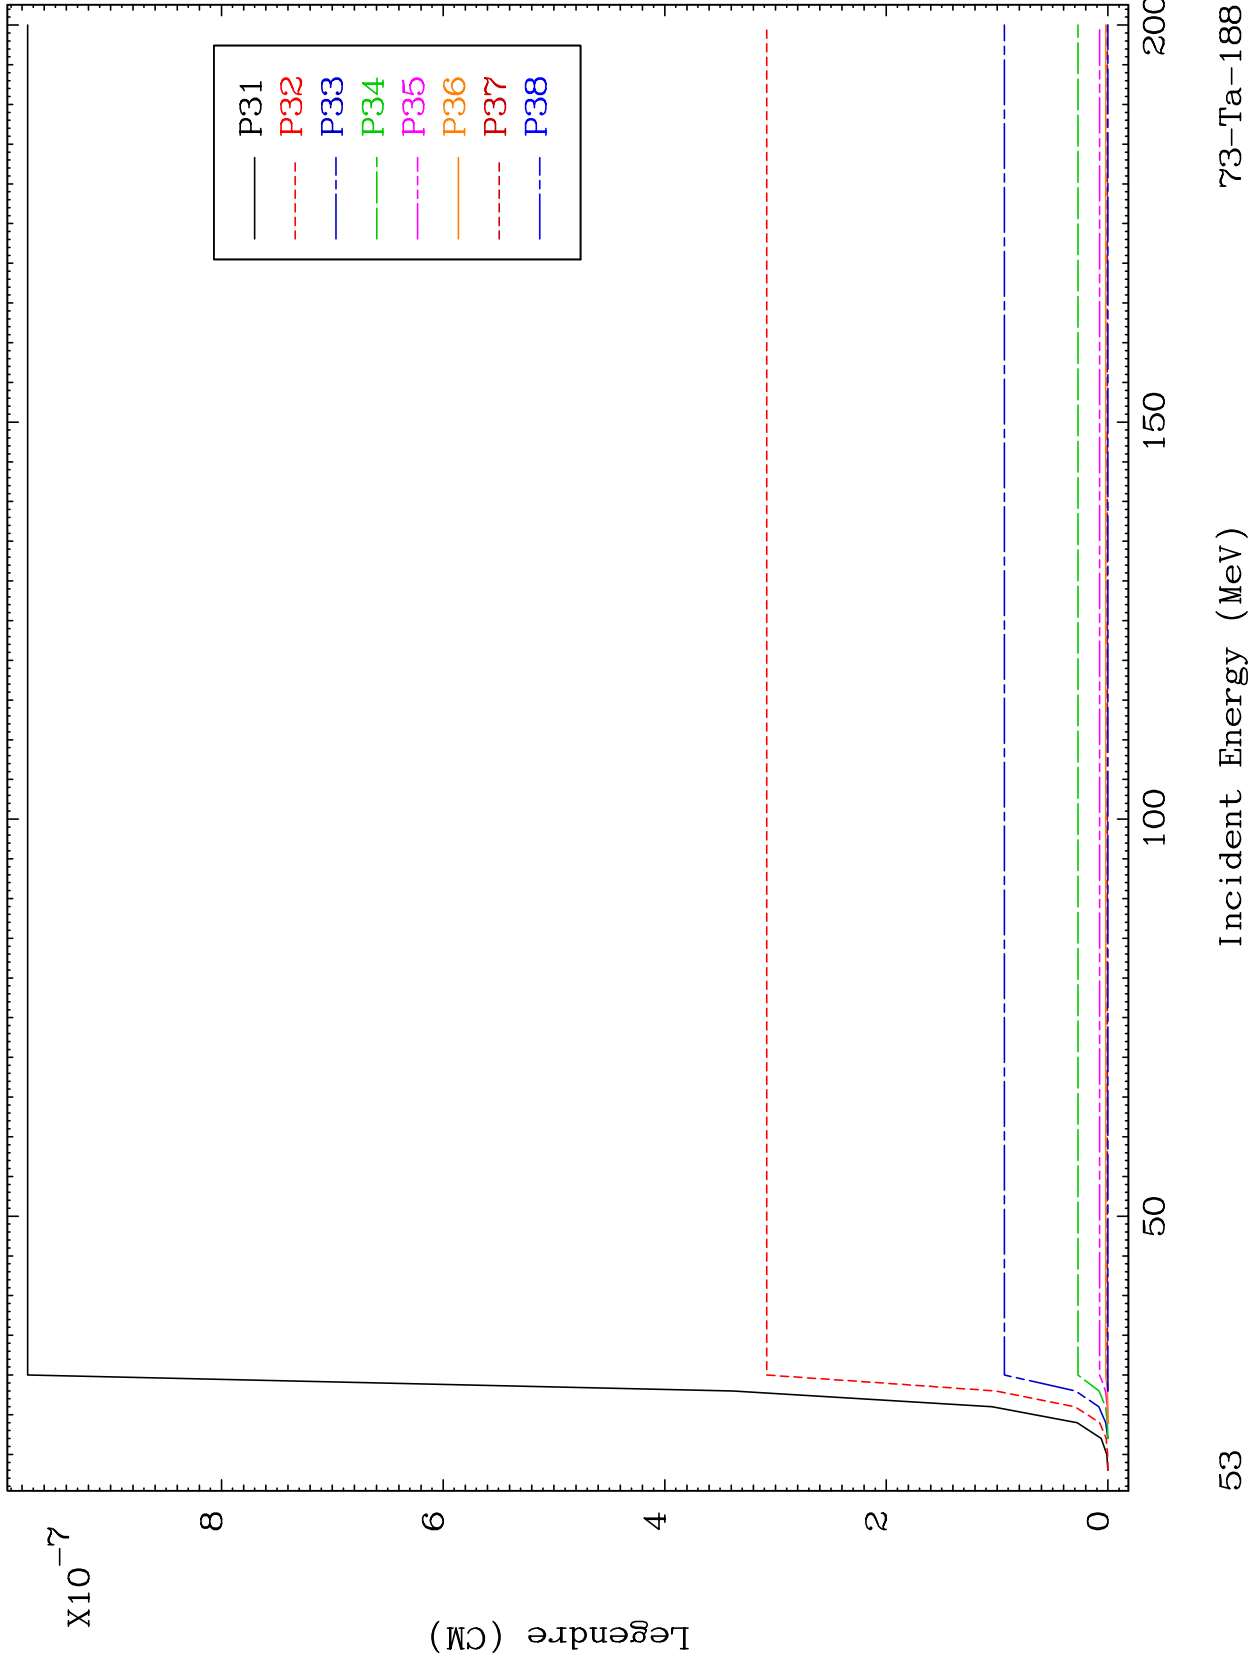 X10-7
8
6
4
2
0
Legendre (CM)
P31
P32
P33
P34
P35
P36
P37
P38
50
100
150
200
Incident Energy (MeV)
53
73-Ta-188